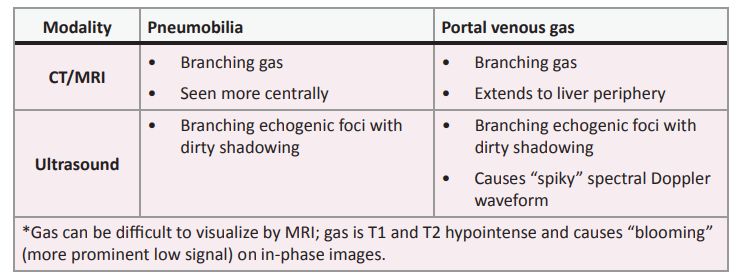 Modality Pneumobilia Portal venous gas
CT/MRI
• Branching gas
• Seen more centrally
• Branching gas
• Extends to liver periphery
Ultrasound
• Branching echogenic foci with
dirty shadowing
• Branching echogenic foci with
dirty shadowing
• Causes “spiky” spectral Doppler
waveform
*Gas can be difficult to visualize by MRI; gas is T1 and T2 hypointense and causes “blooming”
(more prominent low signal) on in-phase images.